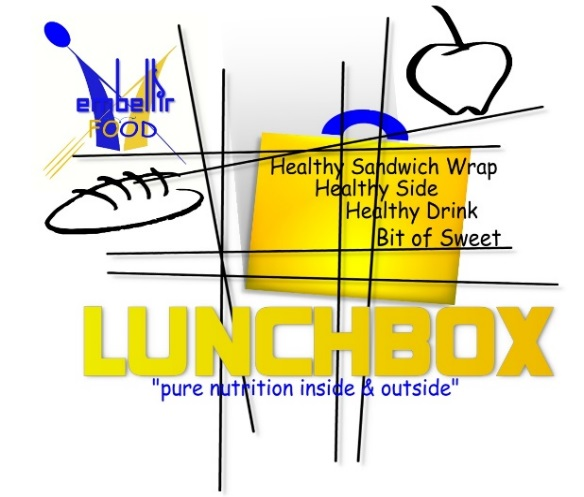 embellir
FOOD
Healthy Sandwich Wrap
Healthy Side
Healthy Drink
Bit of Sweet
LUNCHBOX
"pure nutrition inside & outside"